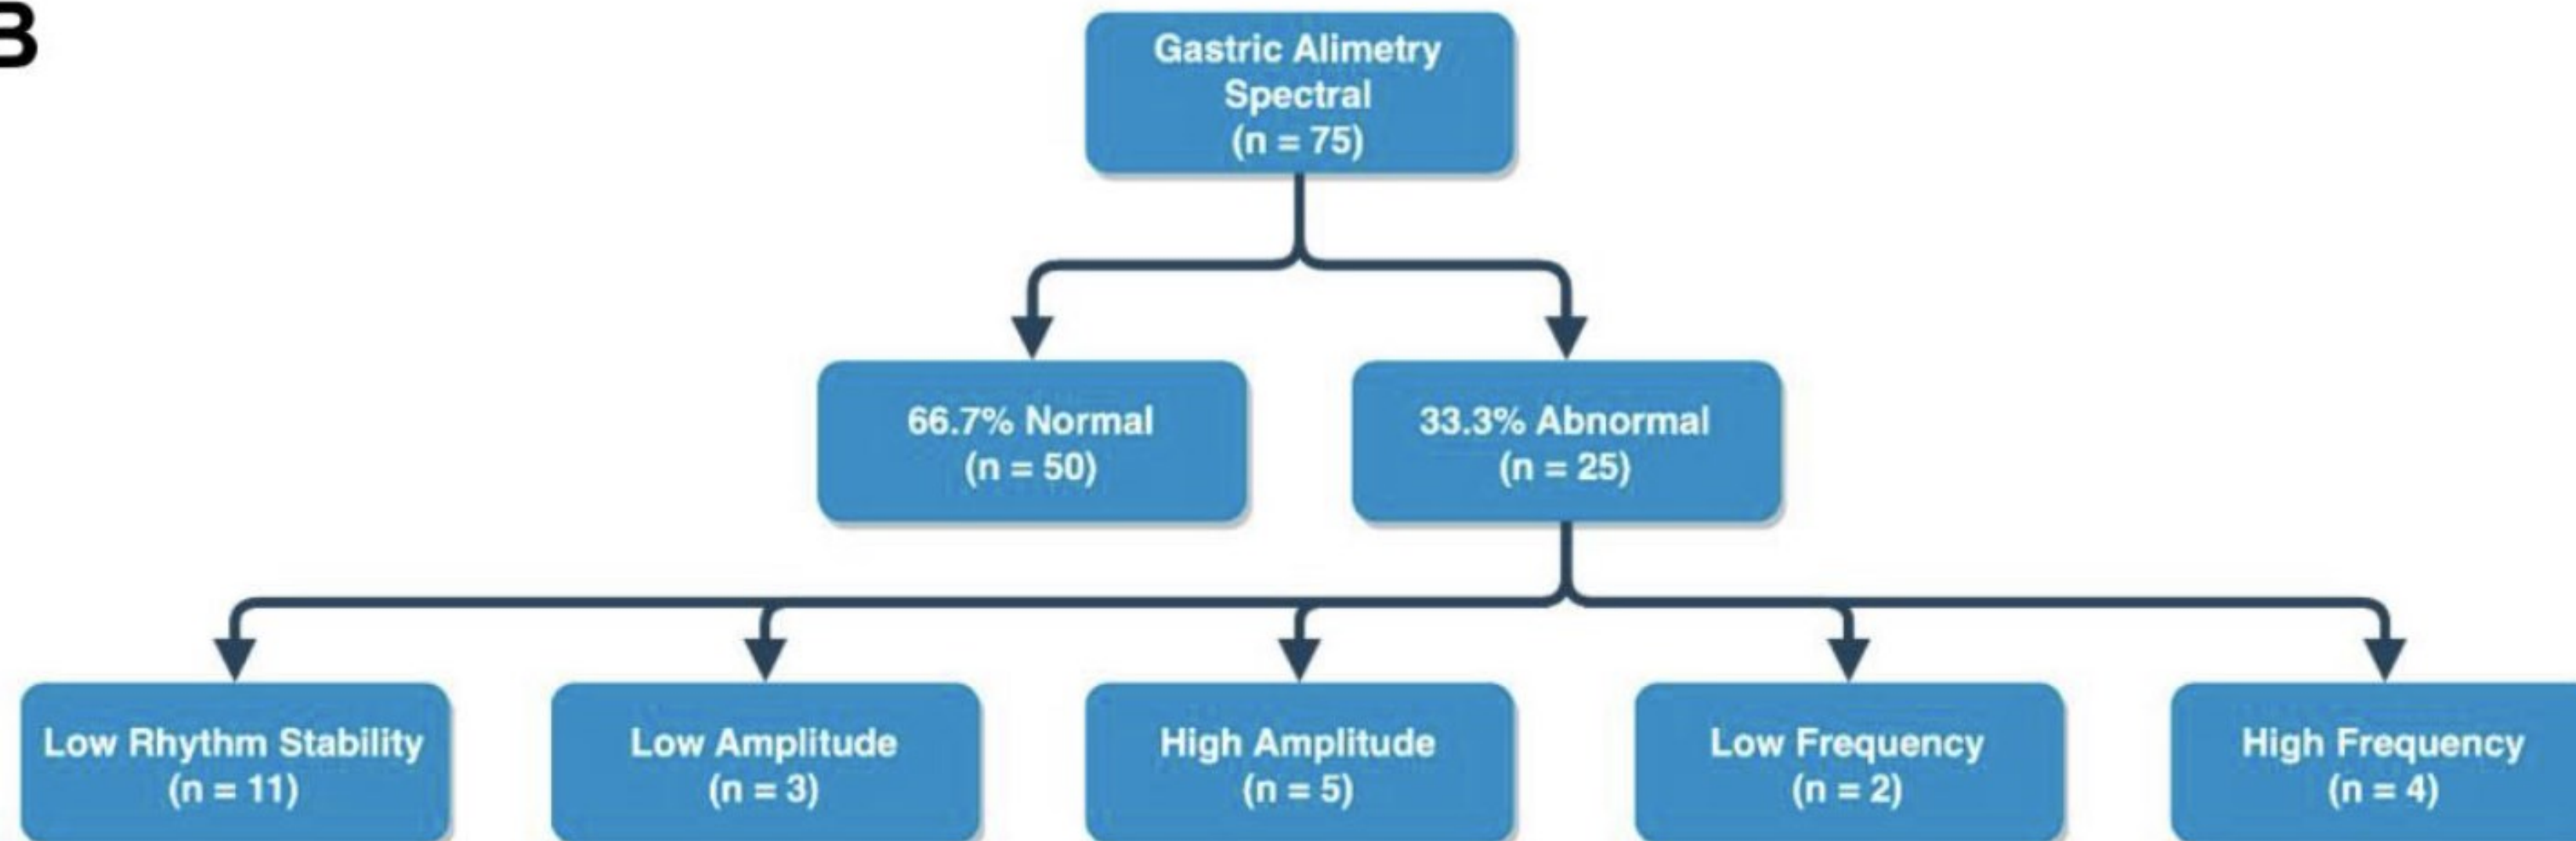 B
Gastric Alimetry
Spectral
(n = 75)
66.7% Normal
(n = 50)
33.3% Abnormal
(n = 25)
Low Rhythm Stability
(n = 11)
Low Amplitude
(n = 3)
High Amplitude
(n = 5)
Low Frequency
(n = 2)
High Frequency
(n = 4)